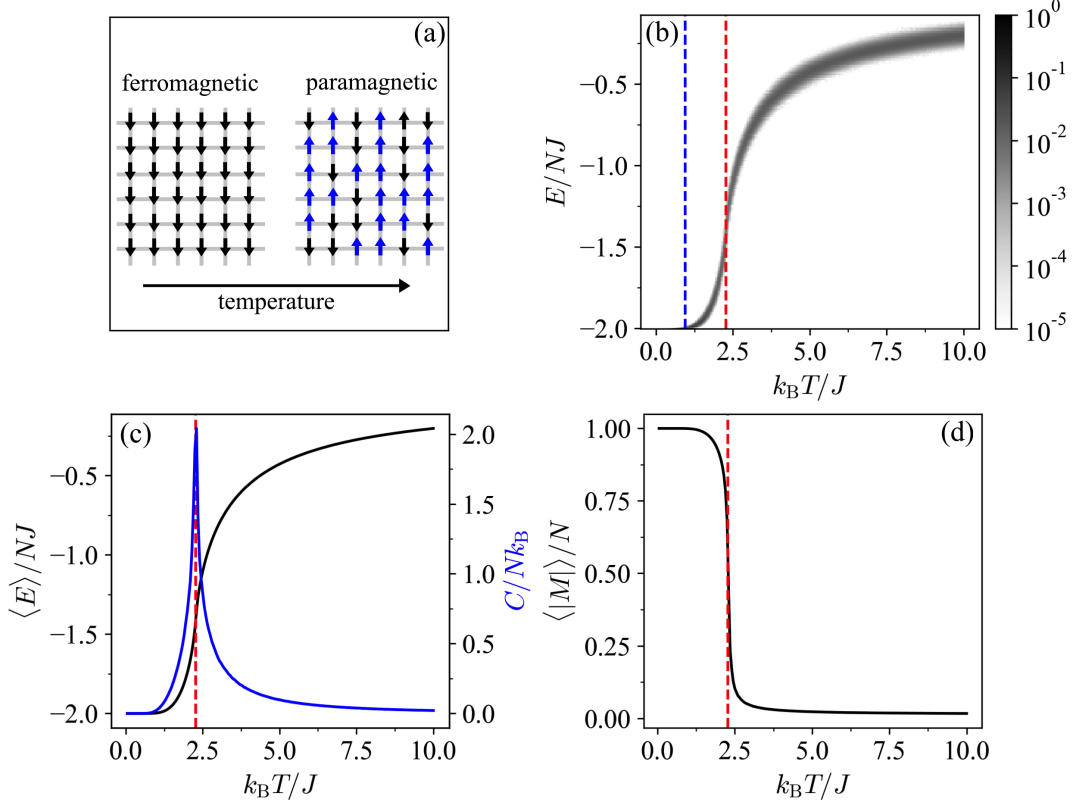 (a)
ferromagnetic paramagnetic
temperature
(b)
E/NJ
−0.5
−1.0
−1.5
−2.0
0.0 2.5 5.0 7.5 10.0
k_BT/J
10^0
10^-1
10^-2
10^-3
10^-4
10^-5
(c)
⟨E⟩/NJ
−0.5
−1.0
−1.5
−2.0
0.0 2.5 5.0 7.5 10.0
k_BT/J
2.0
1.5
1.0
0.5
0.0
C/Nk_B
(d)
⟨|M|⟩/N
1.00
0.75
0.50
0.25
0.00
0.0 2.5 5.0 7.5 10.0
k_BT/J